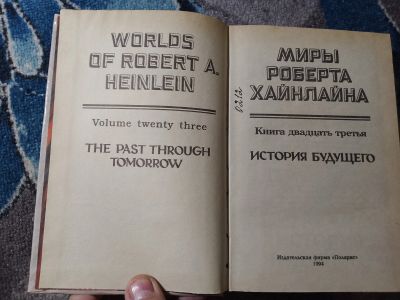 WORLDS
OF ROBERT A.
HEINLEIN
Volume twenty three
THE PAST THROUGH
TOMORROW
МИРЫ
РОБЕРТА
ХАЙНЛАЙНА
Книга двадцать третья
ИСТОРИЯ БУДУЩЕГО
Издательская фирма «Полярис»
1994